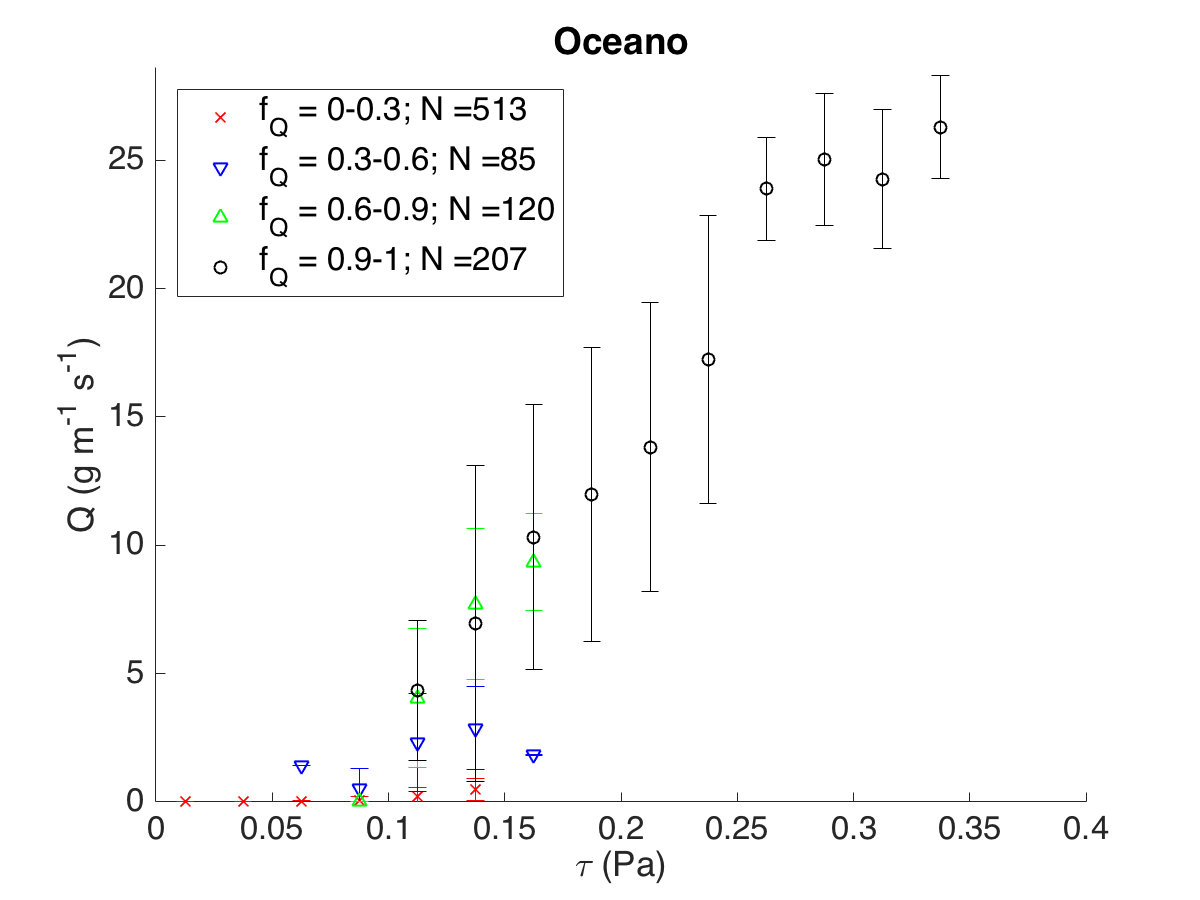 Oceano
f_Q = 0-0.3; N =513
f_Q = 0.3-0.6; N =85
f_Q = 0.6-0.9; N =120
f_Q = 0.9-1; N =207
25
20
15
10
5
0
Q (g m^-1 s^-1)
0 0.05 0.1 0.15 0.2 0.25 0.3 0.35 0.4
τ (Pa)